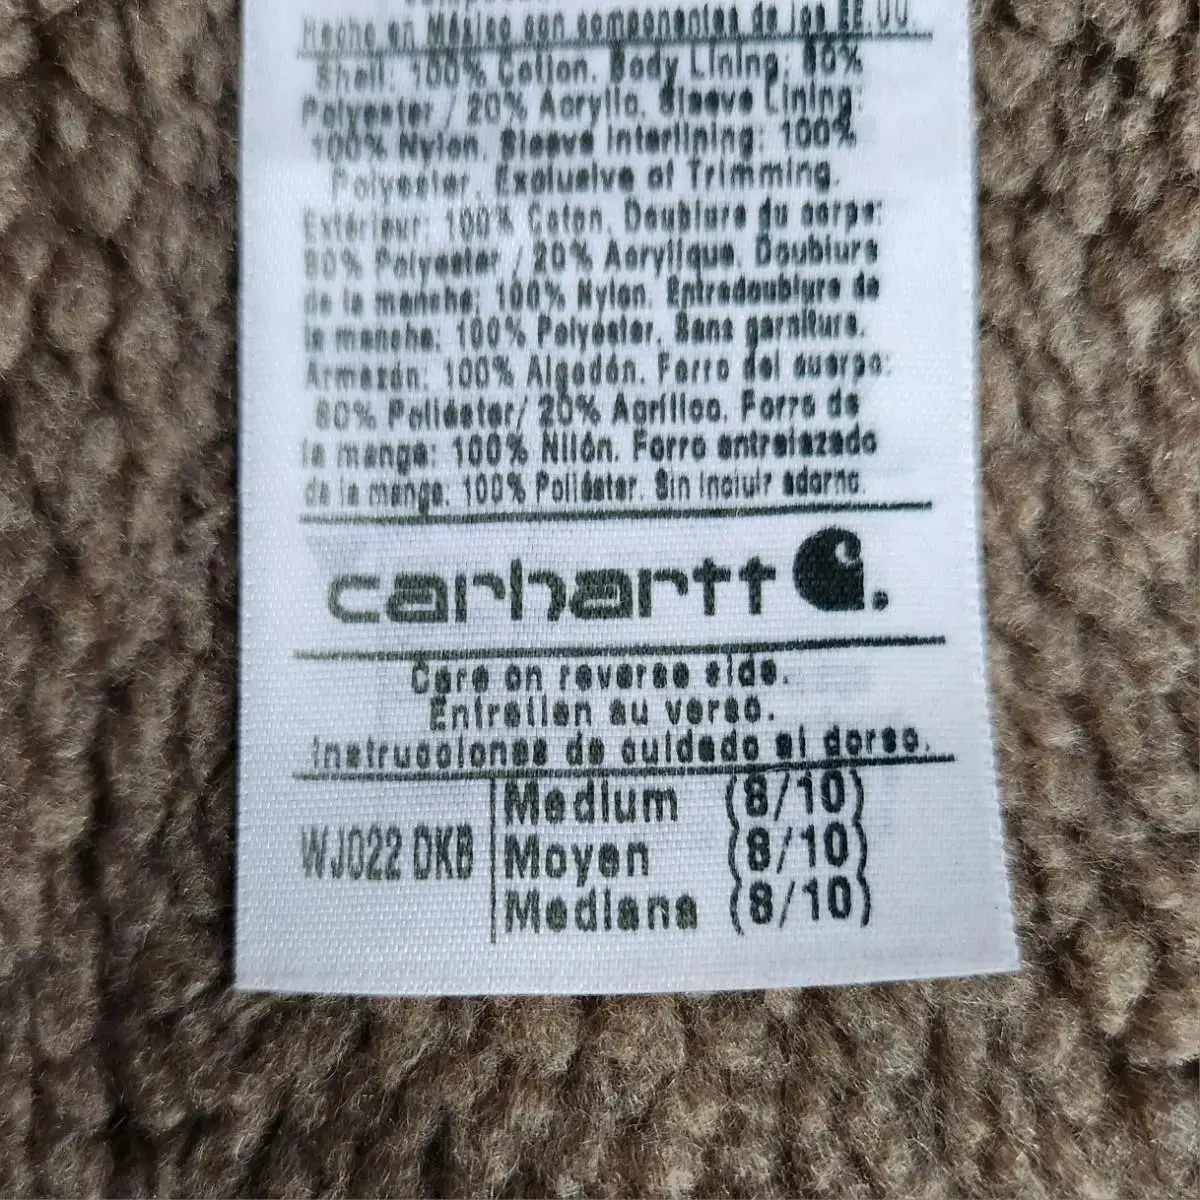 Hecho en México con componentes de los EE.UU.
Shell: 100% Cotton. Body Lining: 80%
Polyester / 20% Acrylic. Sleeve Lining:
100% Nylon. Sleeve Interlining: 100%
Polyester. Exclusive of Trimming.
Extérieur: 100% Coton. Doublure du corps:
80% Polyester / 20% Acrylique. Doublure
de la manche: 100% Nylon. Entredoublure de
la manche: 100% Polyester. Sans garniture.
Armazón: 100% Algodón. Forro del cuerpo:
80% Poliéster/ 20% Acrílico. Forro de
la manga: 100% Nilón. Forro entrelazado
de la manga: 100% Poliéster. Sin incluir adorno.
carhartt
Care on reverse side.
Entretien au verso.
Instrucciones de cuidado al dorso.
WJ022 DKB
Medium (8/10)
Moyen (8/10)
Mediana (8/10)